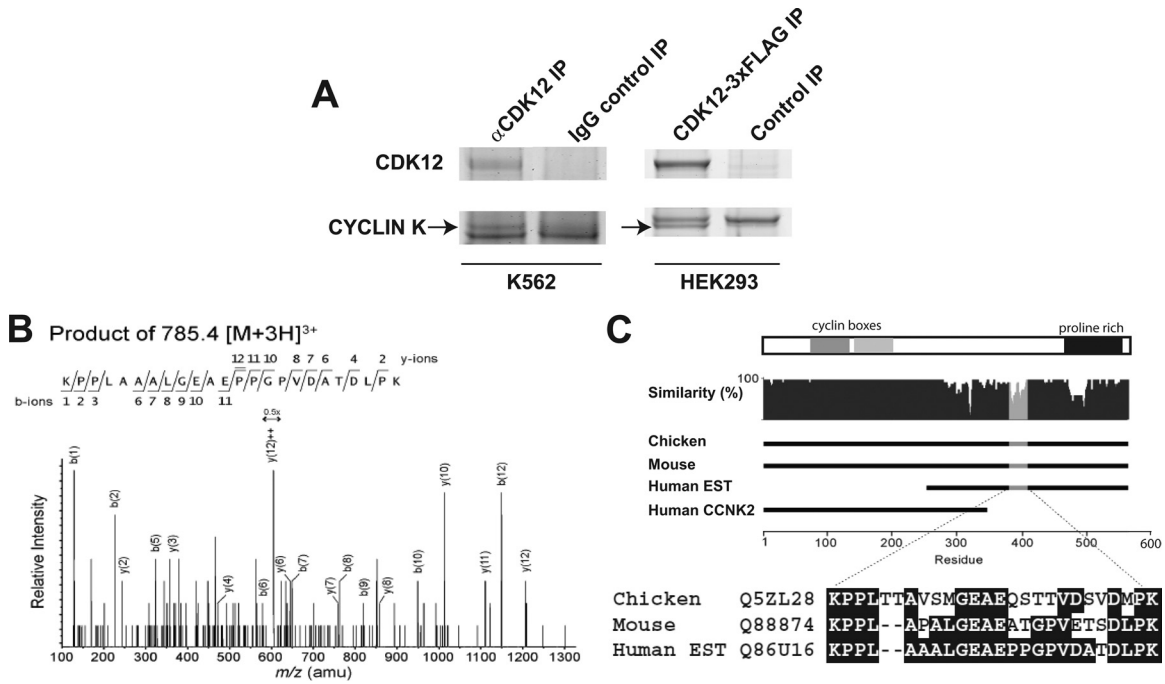 A
αCDK12 IP
IgG control IP
CDK12-3xFLAG IP
Control IP
CDK12
CYCLIN K
K562
HEK293
B
Product of 785.4 [M+3H]3+
12 11 10 8 7 6 4 2 y-ions
K P P L A A A L G E A E P P G P V D A T D L P K
b-ions 1 2 3 6 7 8 9 10 11
0.5x
b(1)
b(2)
y(2)
b(5)
y(3)
y(4)
b(6)
y(12)++
y(6)
b(7)
y(7)
b(8)
b(9)
y(8)
b(10)
y(10)
y(11)
b(12)
y(12)
Relative Intensity
100 200 300 400 500 600 700 800 900 1000 1100 1200 1300
m/z (amu)
C
cyclin boxes
proline rich
100
Similarity (%)
Chicken
Mouse
Human EST
Human CCNK2
1 100 200 300 400 500 600
Residue
Chicken Q5ZL28 KPPLTTAVSMGEAEQSTTVDSVDMPK
Mouse Q88874 KPPL--APALGEAEATGPVETSDLPK
Human EST Q86U16 KPPL--AAALGEAEPPGPVDATDLPK